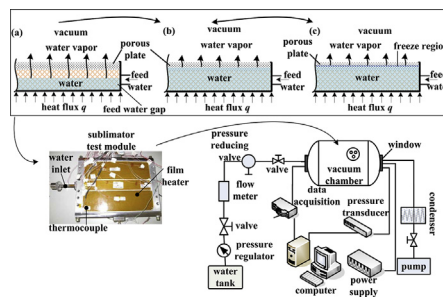 (a)
vacuum
water vapor
porous
plate
water
feed
water
feed water gap
heat flux q
(b)
vacuum
water vapor
water
feed
water
heat flux q
(c)
vacuum
water vapor
porous
plate
freeze region
water
feed
water
heat flux q
sublimator
test module
water
inlet
film
heater
thermocouple
pressure
reducing
valve
valve
window
vacuum
chamber
flow
meter
data
acquisition
pressure
transducer
condenser
valve
pressure
regulator
water
tank
computer
power
supply
pump